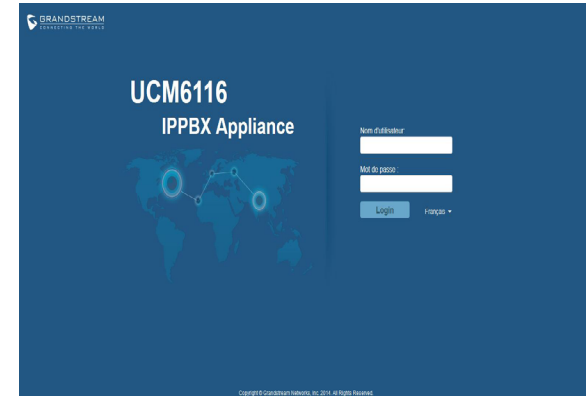 GRANDSTREAM
CONNECTING THE WORLD
UCM6116
IPPBX Appliance
Nom d'utilisateur
Mot de passe :
Login
Français
Copyright © Grandstream Networks, Inc. 2014. All Rights Reserved.